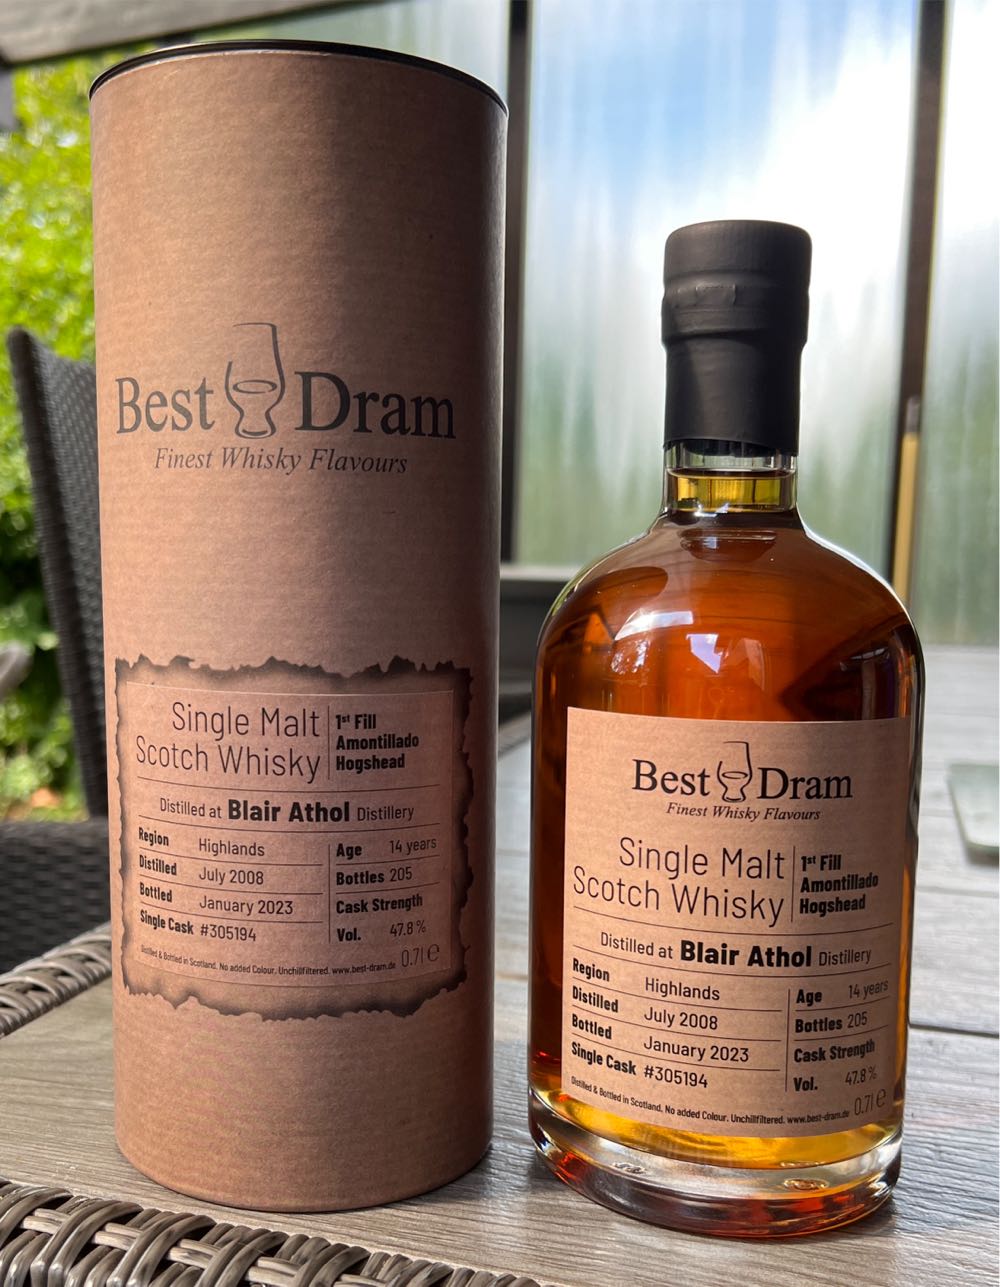 Best Dram
Finest Whisky Flavours
Single Malt
Scotch Whisky
1st Fill
Amontillado
Hogshead
Distilled at Blair Athol Distillery
Region Highlands
Distilled July 2008
Bottled January 2023
Single Cask #305194
Age 14 years
Bottles 205
Cask Strength
Vol. 47.8 %
Distilled & Bottled in Scotland. No added Colour. Unchillfiltered. www.best-dram.de 0.7l e
Best Dram
Finest Whisky Flavours
Single Malt
Scotch Whisky
1st Fill
Amontillado
Hogshead
Distilled at Blair Athol Distillery
Region Highlands
Distilled July 2008
Bottled January 2023
Single Cask #305194
Age 14 years
Bottles 205
Cask Strength
Vol. 47.8 %
Distilled & Bottled in Scotland. No added Colour. Unchillfiltered. www.best-dram.de 0.7l e